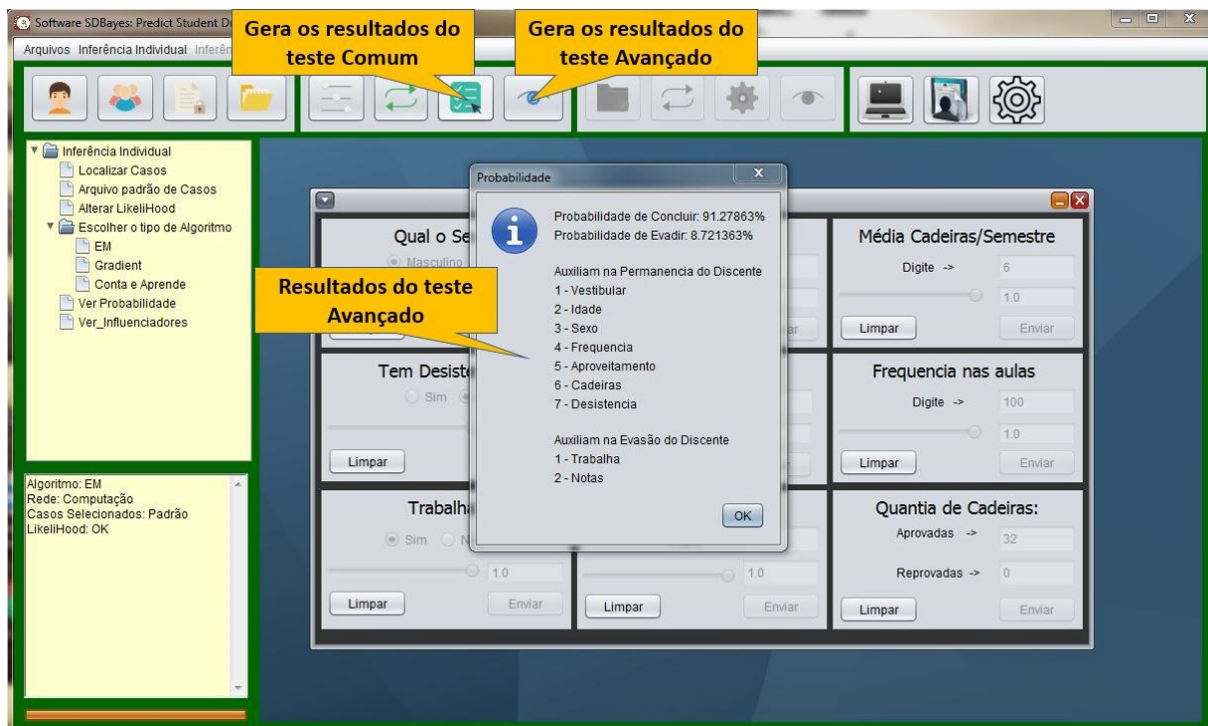 Software SDBayes: Predict Student
Gera os resultados do
teste Comum
Gera os resultados do
teste Avançado
Arquivos Inferência Individual
Inferência Individual
Localizar Casos
Arquivo padrão de Casos
Alterar LikeliHood
Escolher o tipo de Algoritmo
EM
Gradient
Conta e Aprende
Ver Probabilidade
Ver_Influenciadores
Algoritmo: EM
Rede: Computação
Casos Selecionados: Padrão
LikeliHood: OK
Qual o
Masculino
Resultados do teste
Avançado
Média Cadeiras/Semestre
Digite -> 6
1.0
Limpar Enviar
Tem
Sim
Limpar
Frequencia nas aulas
Digite -> 100
1.0
Limpar Enviar
Sim
1.0
Limpar Enviar
1.0
Limpar Enviar
Quantia de Cadeiras:
Aprovadas -> 32
Reprovadas -> 0
Limpar Enviar
Probabilidade
Probabilidade de Concluir: 91.27863%
Probabilidade de Evadir: 8.721363%
Auxiliam na Permanencia do Discente
1 - Vestibular
2 - Idade
3 - Sexo
4 - Frequencia
5 - Aproveitamento
6 - Cadeiras
7 - Desistencia
Auxiliam na Evasão do Discente
1 - Trabalha
2 - Notas
OK